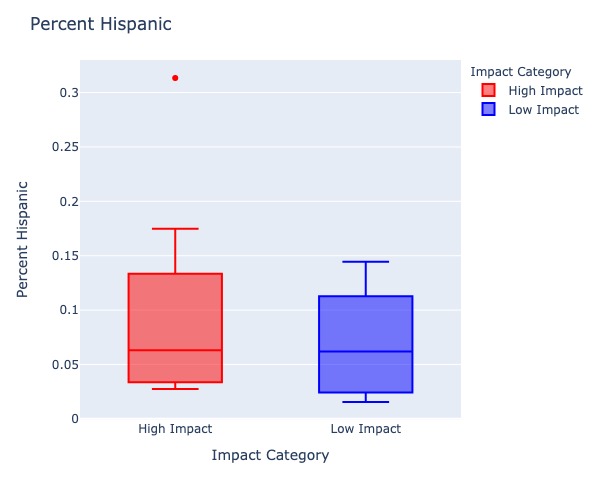 Percent Hispanic
Impact Category
High Impact
Low Impact
Percent Hispanic
0.3
0.25
0.2
0.15
0.1
0.05
0
High Impact
Low Impact
Impact Category